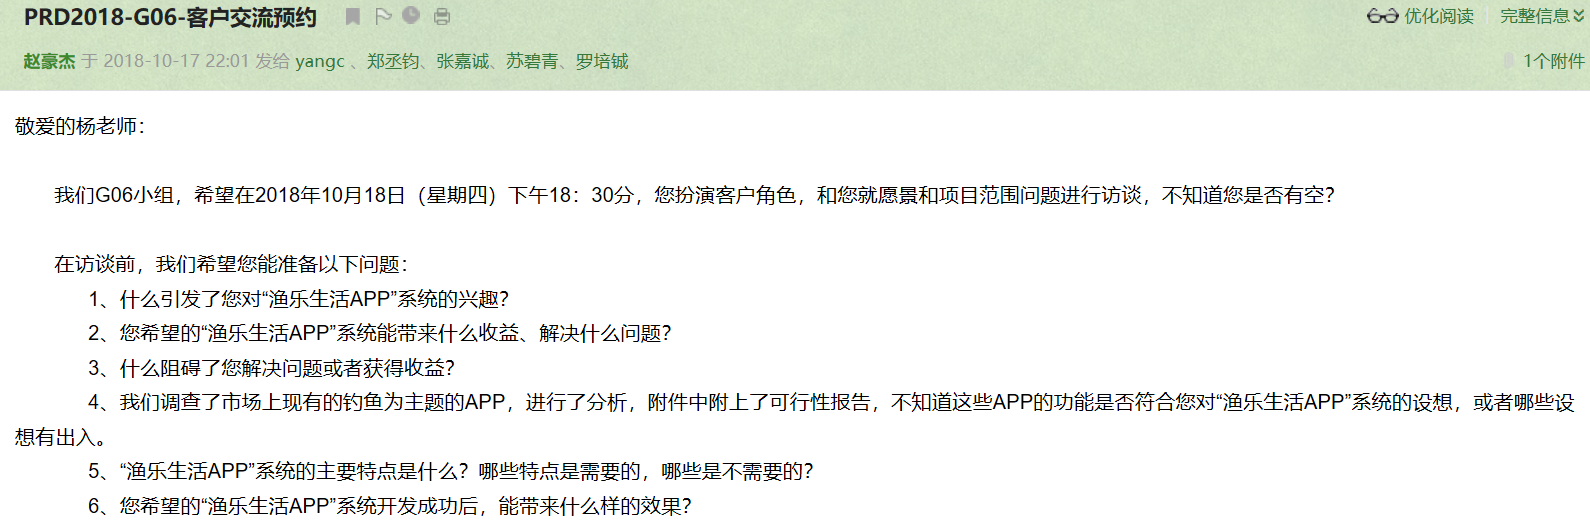 PRD2018-G06-客户交流预约
优化阅读 完整信息
赵豪杰 于 2018-10-17 22:01 发给 yangc 、郑丞钧、张嘉诚、苏碧青、罗培铖
1个附件
敬爱的杨老师：
我们G06小组，希望在2018年10月18日（星期四）下午18：30分，您扮演客户角色，和您就愿景和项目范围问题进行访谈，不知道您是否有空？
在访谈前，我们希望您能准备以下问题：
1、什么引发了您对“渔乐生活APP”系统的兴趣？
2、您希望的“渔乐生活APP”系统能带来什么收益、解决什么问题？
3、什么阻碍了您解决问题或者获得收益？
4、我们调查了市场上现有的钓鱼为主题的APP，进行了分析，附件中附上了可行性报告，不知道这些APP的功能是否符合您对“渔乐生活APP”系统的设想，或者哪些设
想有出入。
5、“渔乐生活APP”系统的主要特点是什么？哪些特点是需要的，哪些是不需要的？
6、您希望的“渔乐生活APP”系统开发成功后，能带来什么样的效果？